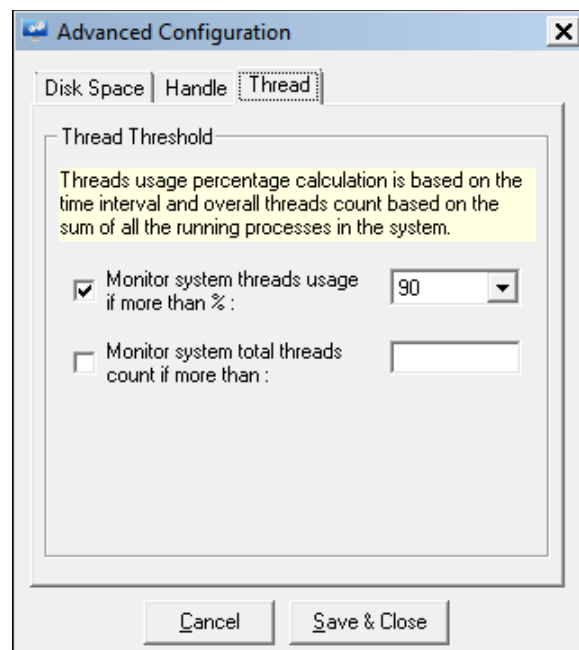 Advanced Configuration
Disk Space
Handle
Thread
Thread Threshold
Threads usage percentage calculation is based on the
time interval and overall threads count based on the
sum of all the running processes in the system.
Monitor system threads usage
if more than % :
90
Monitor system total threads
count if more than :
Cancel
Save & Close